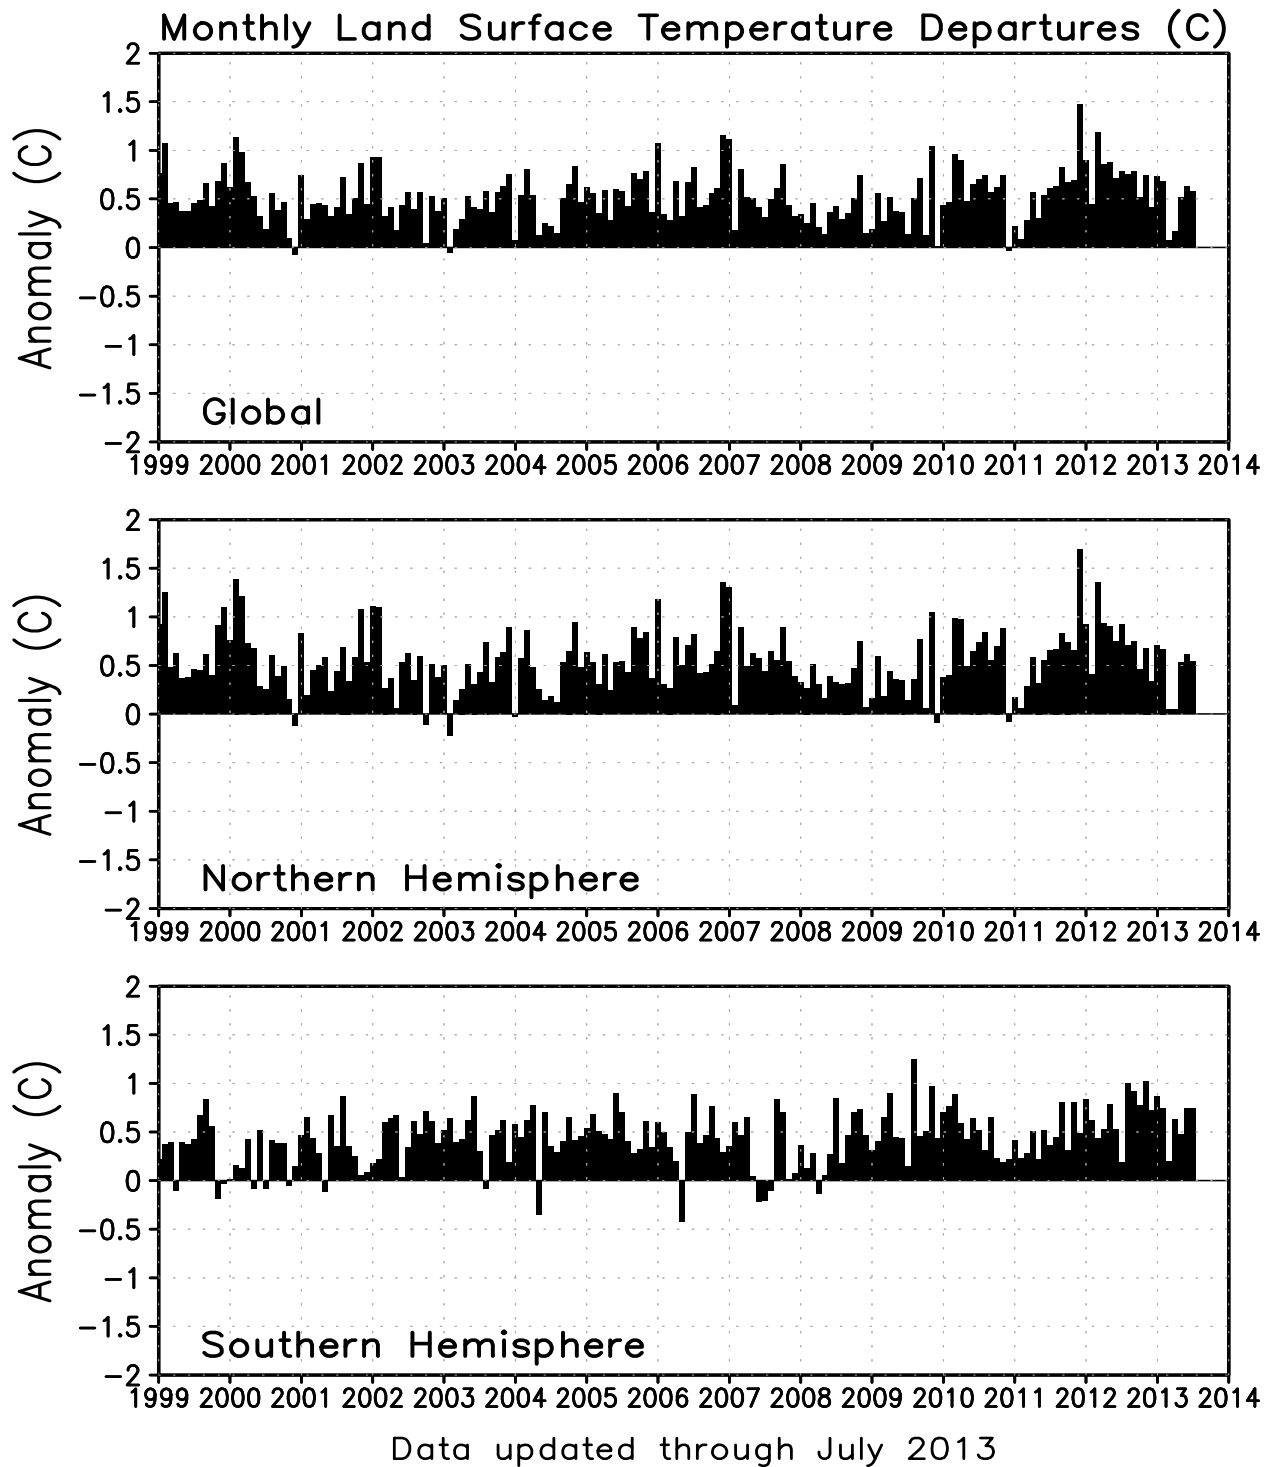 Monthly Land Surface Temperature Departures (C)
2
1.5
1
0.5
0
−0.5
−1
−1.5
−2
Anomaly (C)
Global
1999 2000 2001 2002 2003 2004 2005 2006 2007 2008 2009 2010 2011 2012 2013 2014
2
1.5
1
0.5
0
−0.5
−1
−1.5
−2
Anomaly (C)
Northern Hemisphere
1999 2000 2001 2002 2003 2004 2005 2006 2007 2008 2009 2010 2011 2012 2013 2014
2
1.5
1
0.5
0
−0.5
−1
−1.5
−2
Anomaly (C)
Southern Hemisphere
1999 2000 2001 2002 2003 2004 2005 2006 2007 2008 2009 2010 2011 2012 2013 2014
Data updated through July 2013